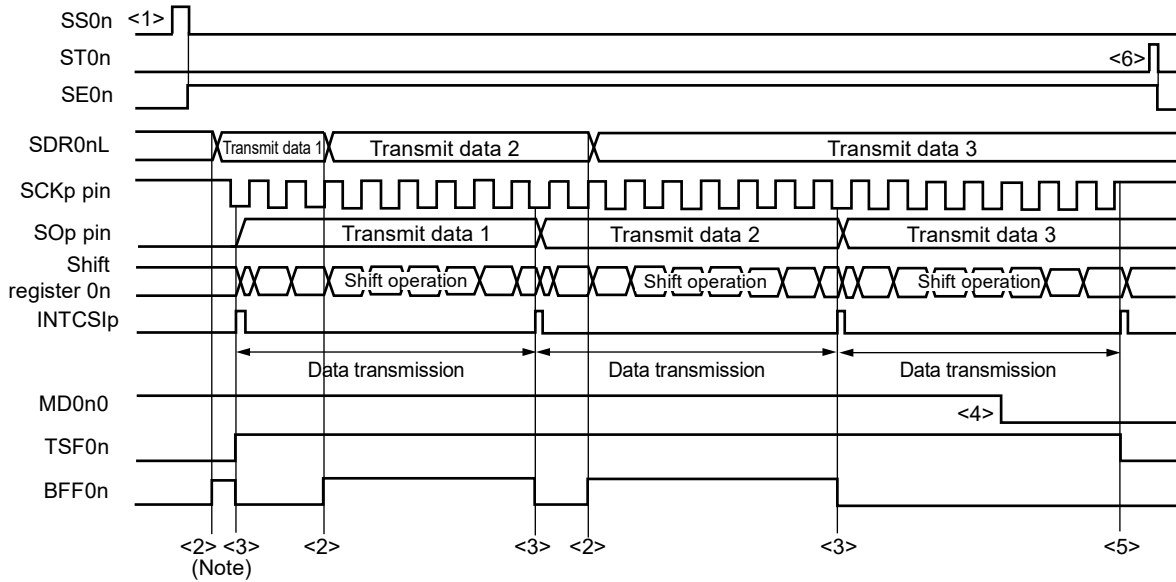 SS0n <1>
ST0n <6>
SE0n
SDR0nL Transmit data 1 Transmit data 2 Transmit data 3
SCKp pin
SOp pin Transmit data 1 Transmit data 2 Transmit data 3
Shift
register 0n Shift operation Shift operation Shift operation
INTCSIp
Data transmission Data transmission Data transmission
MD0n0 <4>
TSF0n
BFF0n
<2> <3> <2> <3> <2> <3> <5>
(Note)